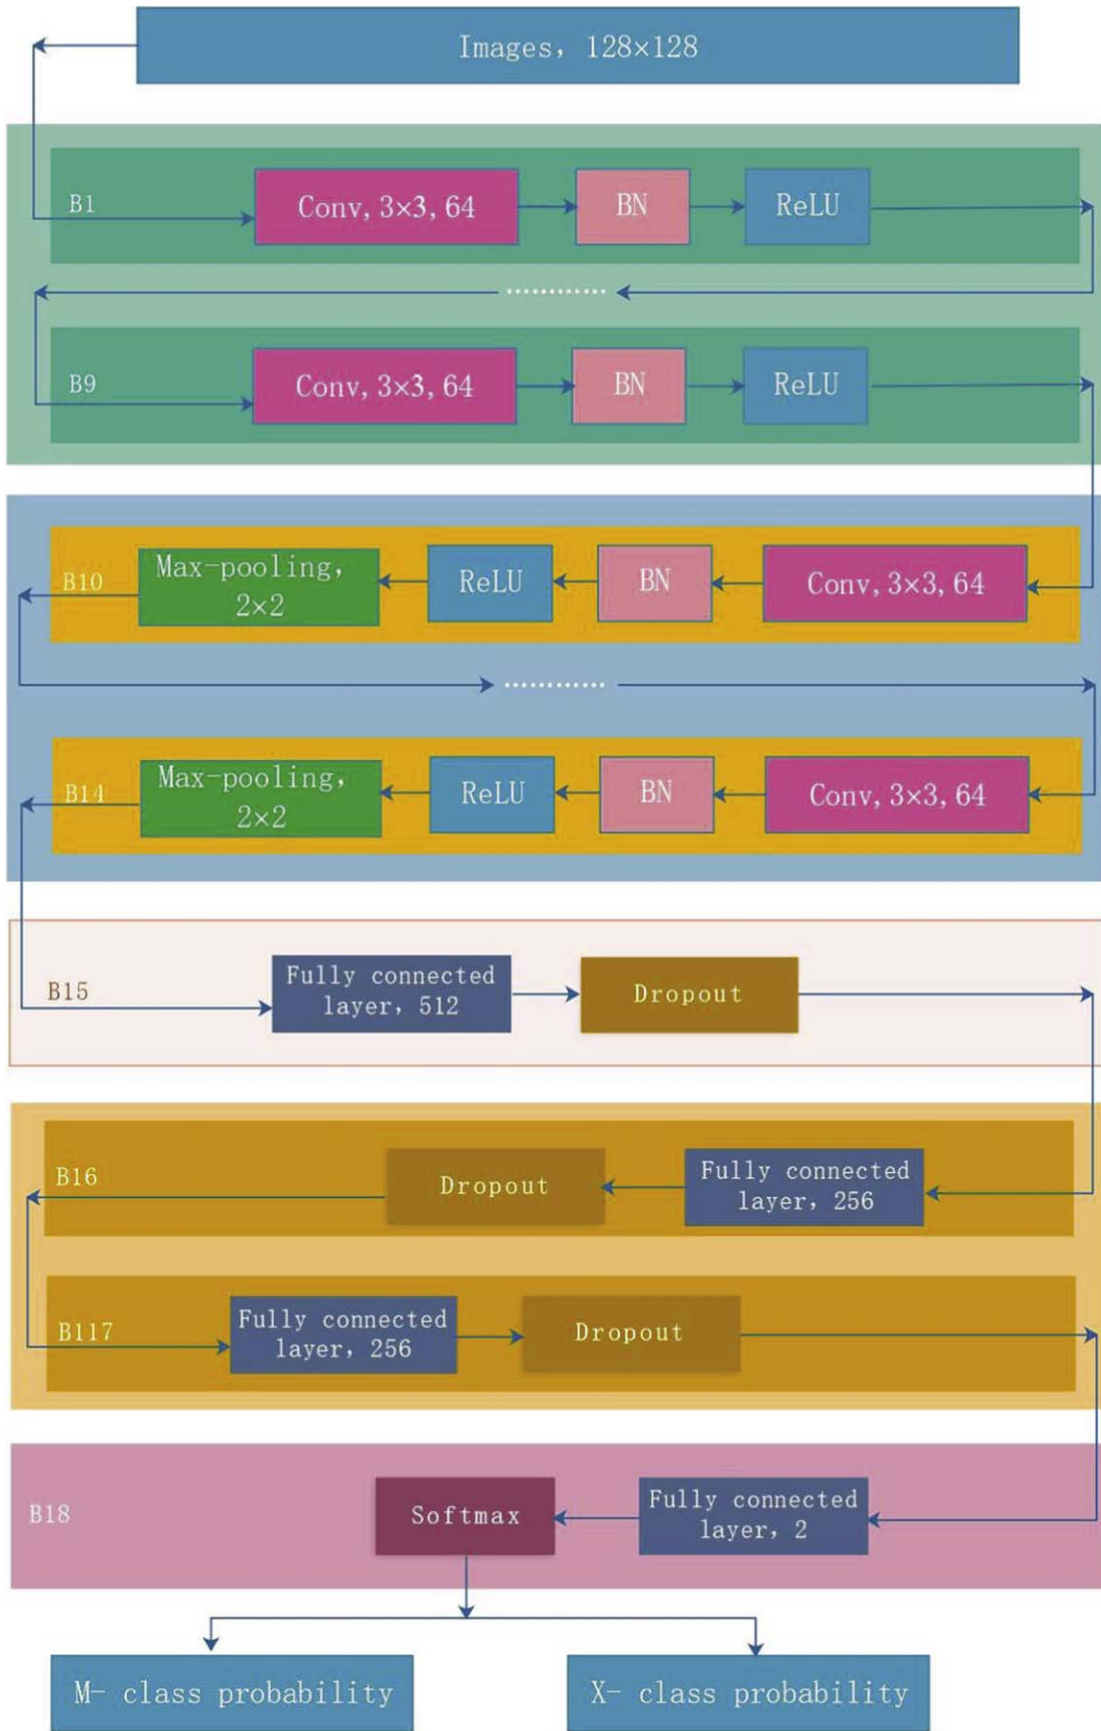 Images, 128×128
B1
Conv, 3×3, 64
BN
ReLU
············
B9
Conv, 3×3, 64
BN
ReLU
B10
Max-pooling,
2×2
ReLU
BN
Conv, 3×3, 64
············
B14
Max-pooling,
2×2
ReLU
BN
Conv, 3×3, 64
B15
Fully connected
layer, 512
Dropout
B16
Dropout
Fully connected
layer, 256
B117
Fully connected
layer, 256
Dropout
B18
Softmax
Fully connected
layer, 2
M- class probability
X- class probability